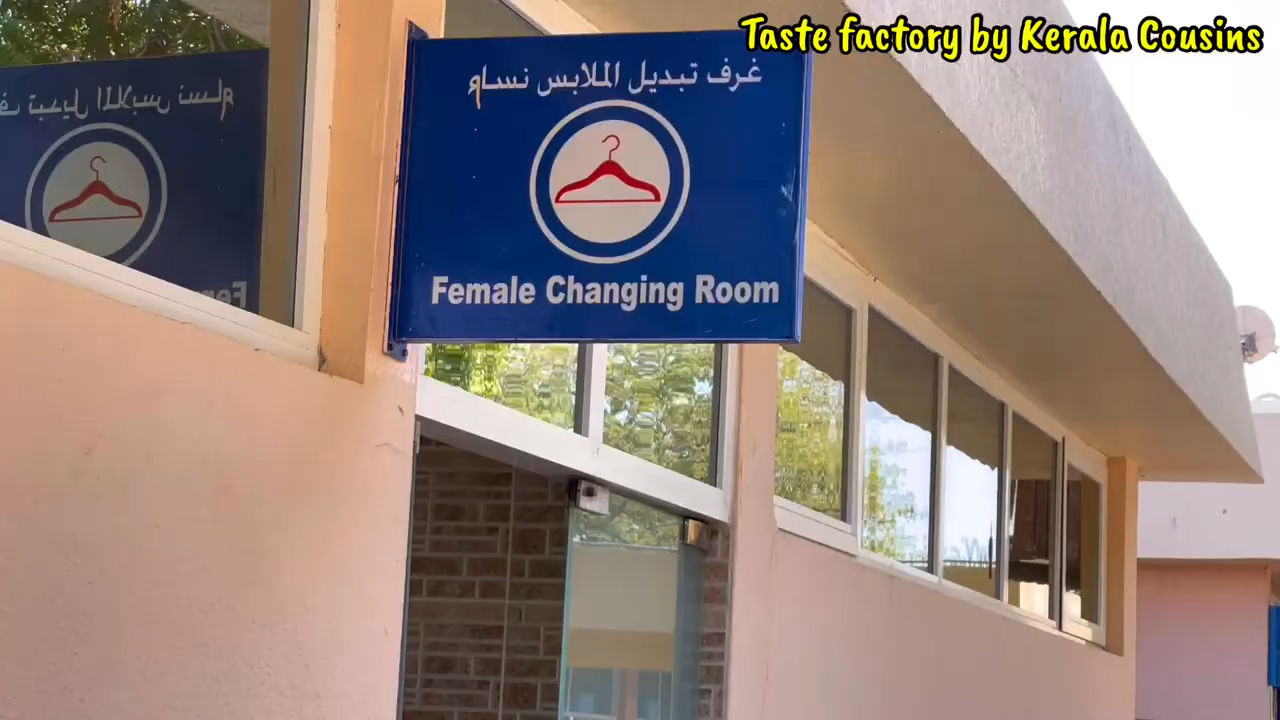 Taste factory by Kerala Cousins
غرف تبديل الملابس نساء
Female Changing Room